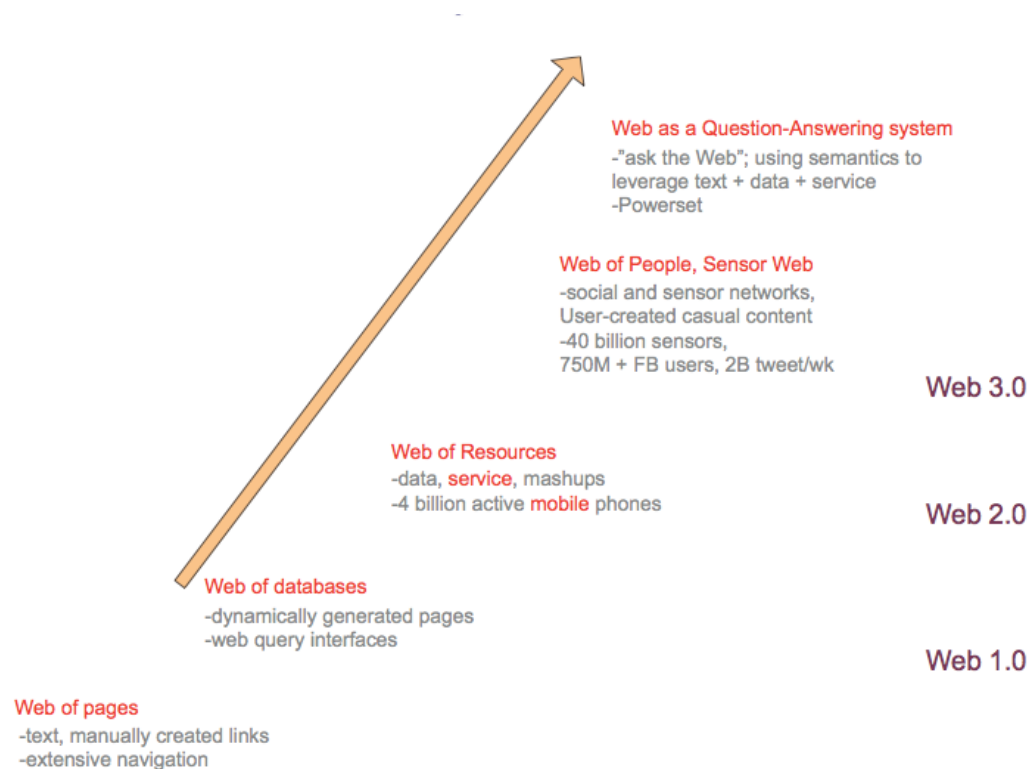 Web as a Question-Answering system
-"ask the Web"; using semantics to
leverage text + data + service
-Powerset
Web of People, Sensor Web
-social and sensor networks,
User-created casual content
-40 billion sensors,
750M + FB users, 2B tweet/wk
Web 3.0
Web of Resources
-data, service, mashups
-4 billion active mobile phones
Web 2.0
Web of databases
-dynamically generated pages
-web query interfaces
Web 1.0
Web of pages
-text, manually created links
-extensive navigation